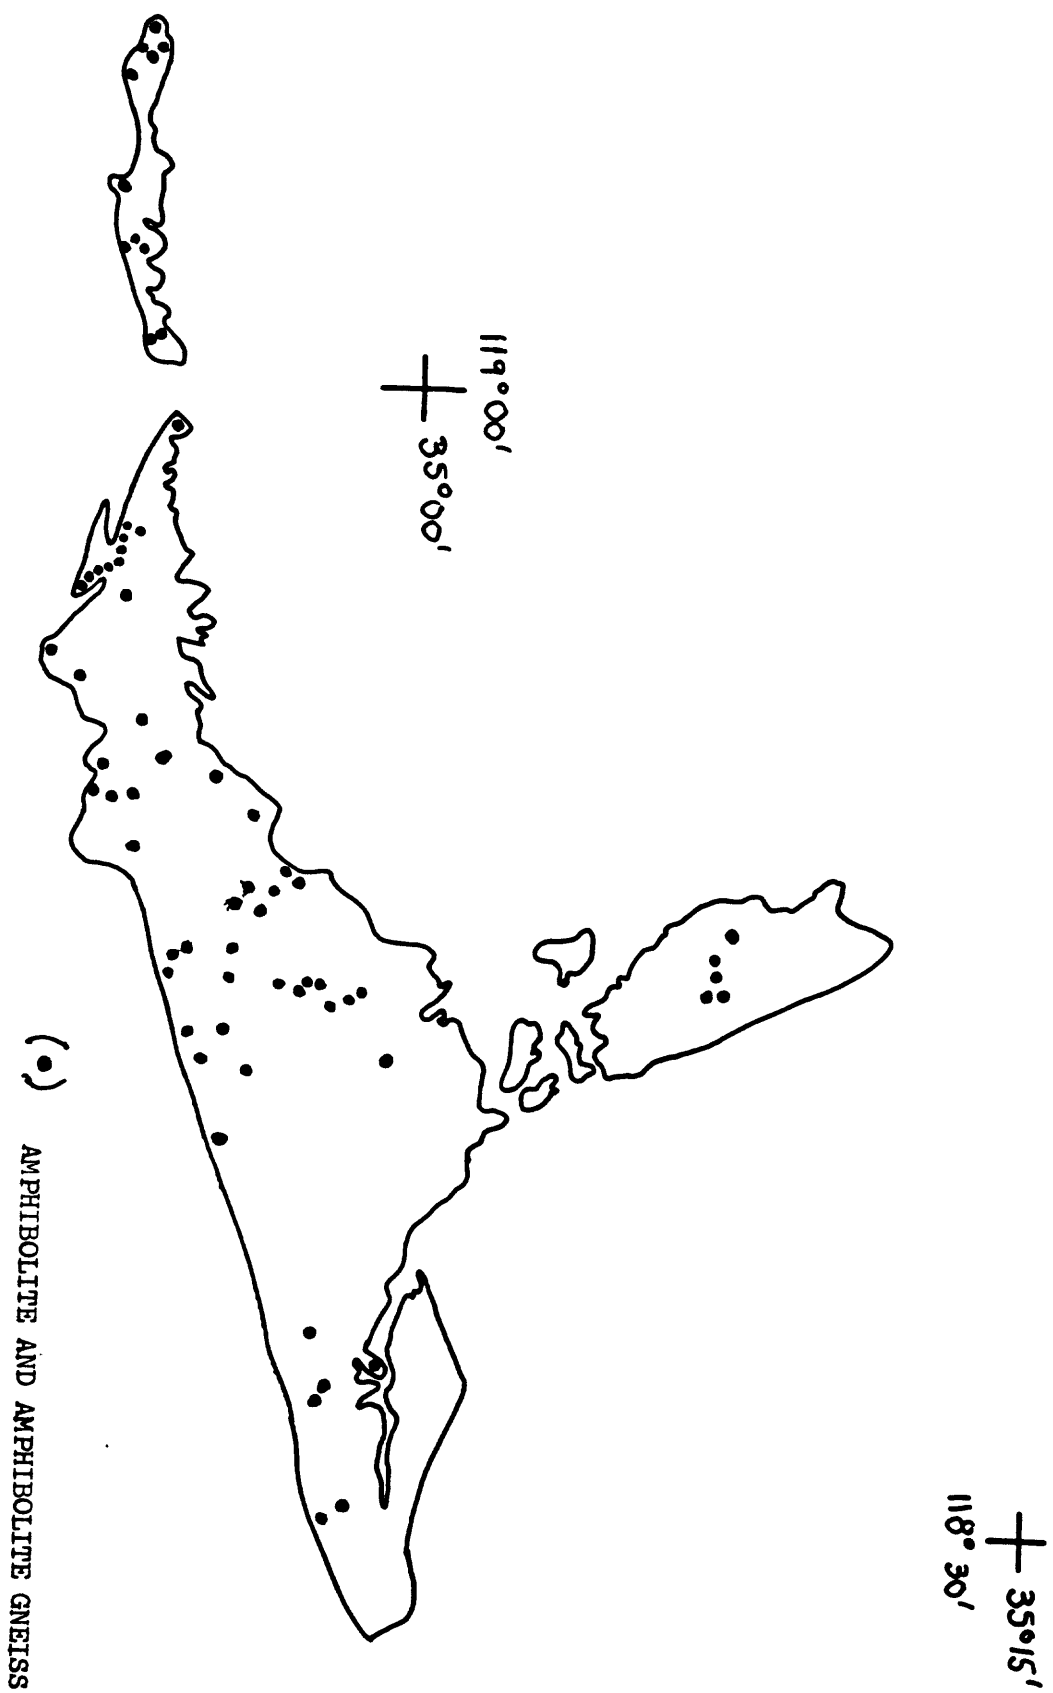 119°00'
35°00'
35°15'
118°30'
(•) AMPHIBOLITE AND AMPHIBOLITE GNEISS